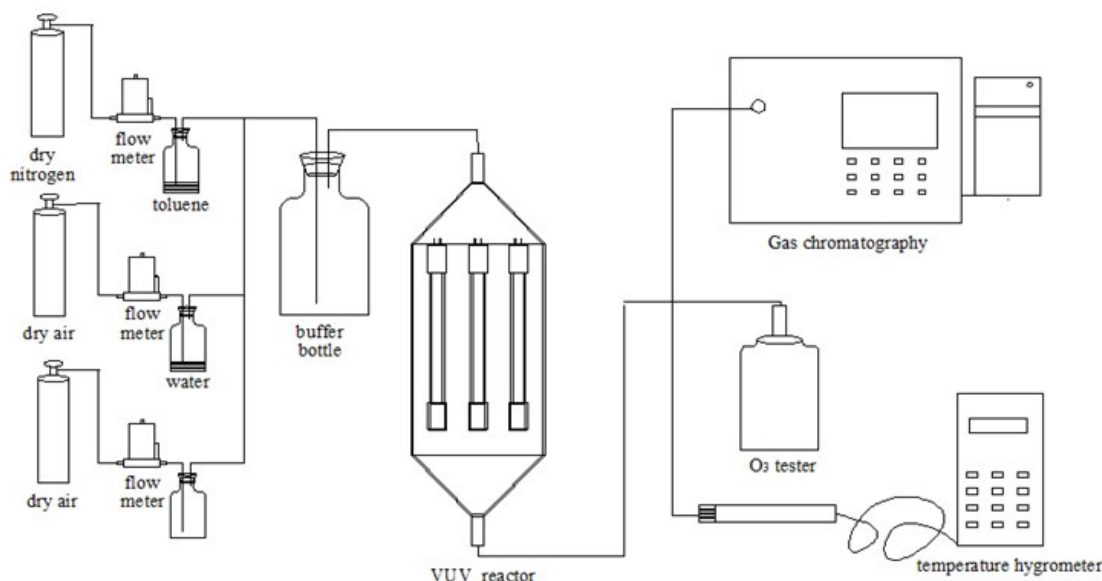 dry
nitrogen
flow
meter
toluene
dry air
flow
meter
water
dry air
flow
meter
buffer
bottle
VUV reactor
Gas chromatography
O₃ tester
temperature hygrometer